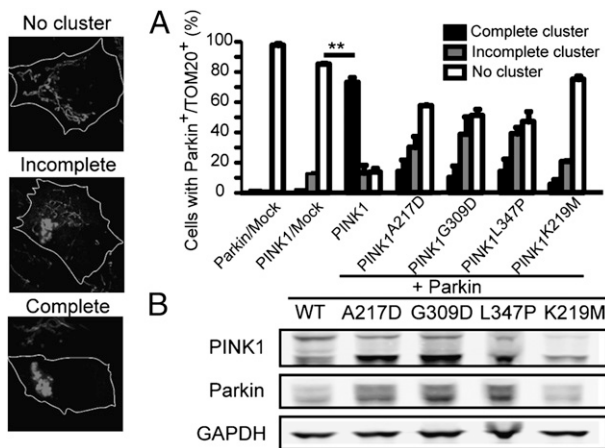 No cluster
Incomplete
Complete
A
Cells with Parkin+/TOM20+ (%)
100
80
60
40
20
0
**
Complete cluster
Incomplete cluster
No cluster
Parkin/Mock
PINK1/Mock
PINK1
PINK1A217D
PINK1G309D
PINK1L347P
PINK1K219M
+ Parkin
B
WT A217D G309D L347P K219M
PINK1
Parkin
GAPDH